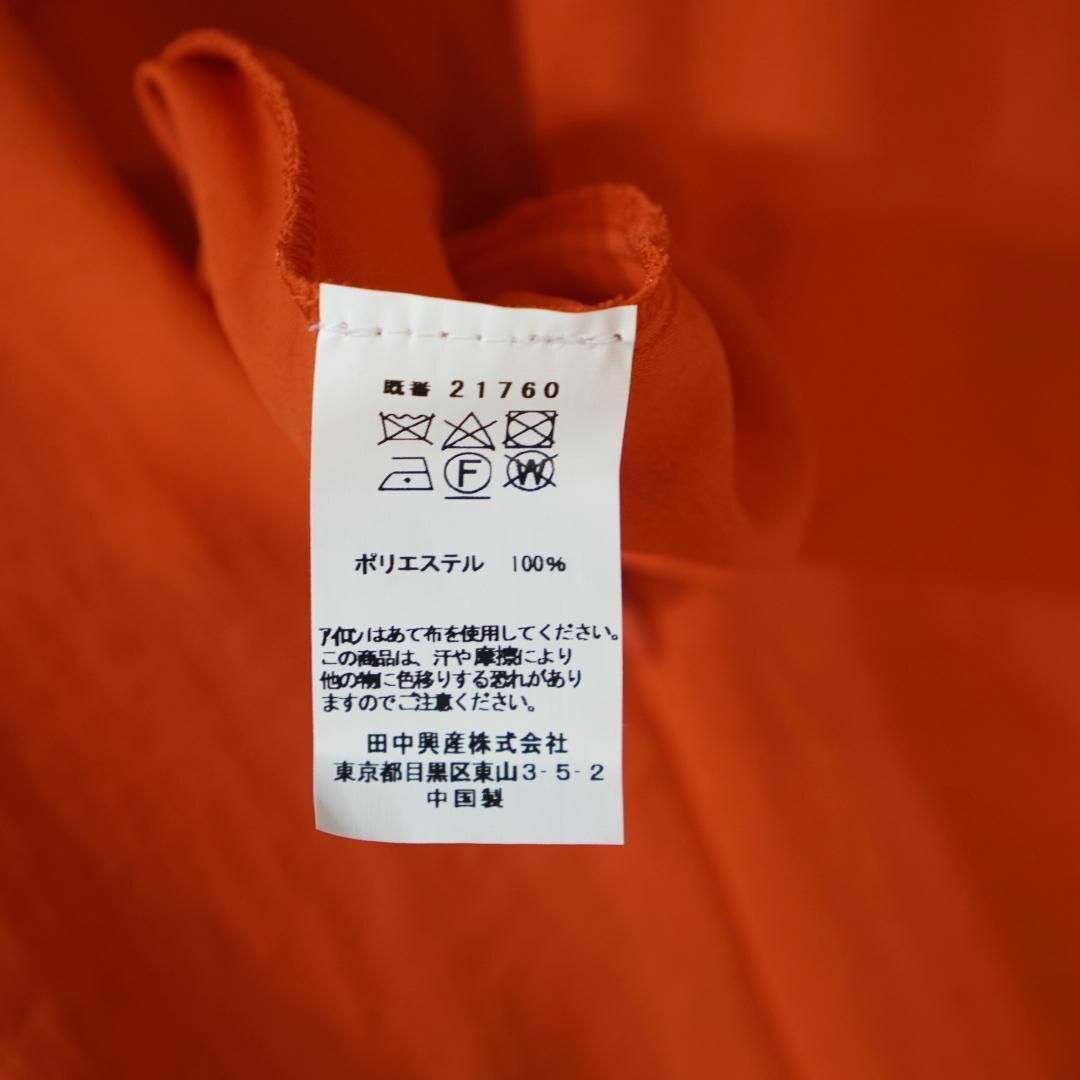 既番 21760
F W
ポリエステル 100%
アイロンはあて布を使用してください。
この商品は、汗や摩擦により
他の物に色移りする恐れがあり
ますのでご注意ください。
田中興産株式会社
東京都目黒区東山3-5-2
中国製